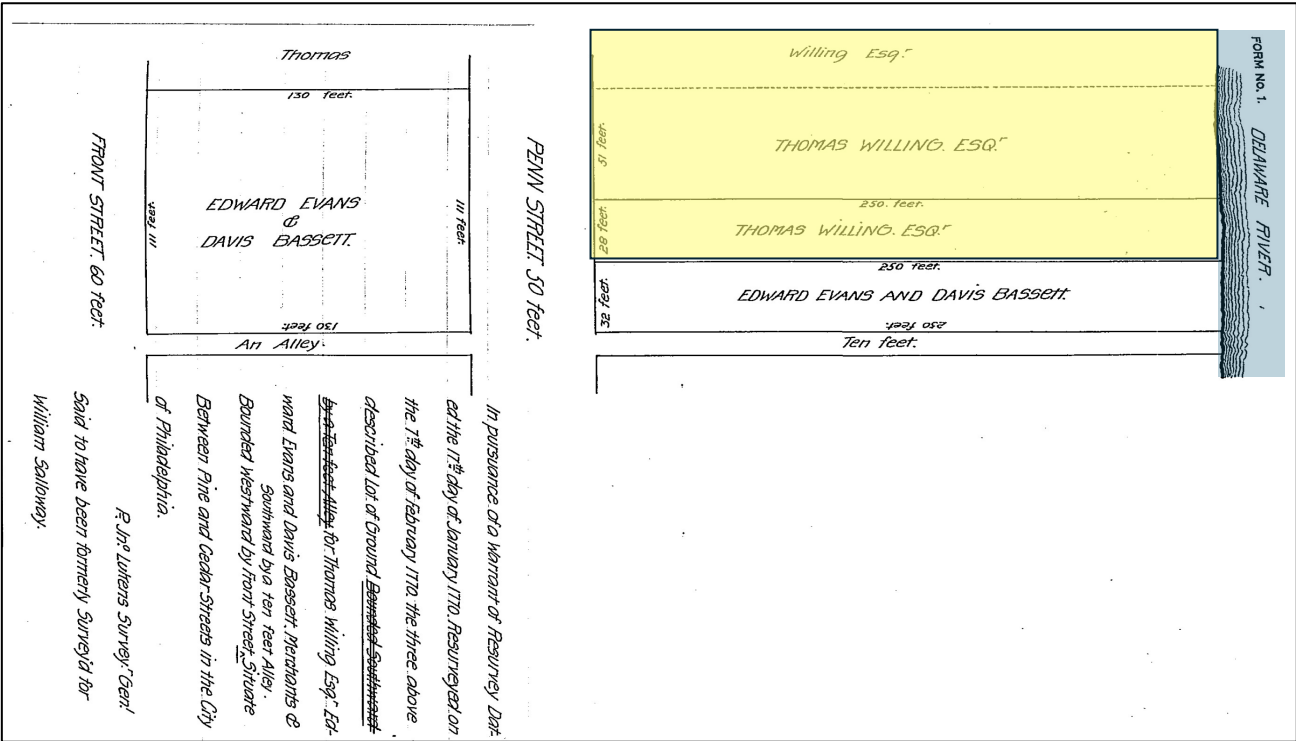 Thomas
130 feet.
EDWARD EVANS
&
DAVIS BASSETT.
111 feet.
111 feet.
130 feet
An Alley.
FRONT STREET. 60 feet.
PENN STREET. 50 feet.
Willing Esqr
51 feet.
THOMAS WILLING. ESQr
250. feet.
28 feet.
THOMAS WILLING. ESQr
250 feet.
32 feet.
EDWARD EVANS AND DAVIS BASSETT.
250 feet
Ten feet.
FORM No. 1.
DELAWARE RIVER.
In pursuance of a Warrant of Resurvey Dat-
ed the 17th day of January 1770. Resurveyed on
the 7th day of February 1770. the three above
described Lot of Ground Bounded Southward
by a Ten feet Alley for Thomas Willing Esqr Ed-
ward Evans and Davis Bassett. Merchants &
Southward by a ten feet Alley.
Bounded Westward by Front Street, Situate
Between Pine and Cedar Streets in the City
of Philadelphia.
P. Jno Lukens Survey.r Gen!
Said to have been formerly Survey'd for
William Salloway.